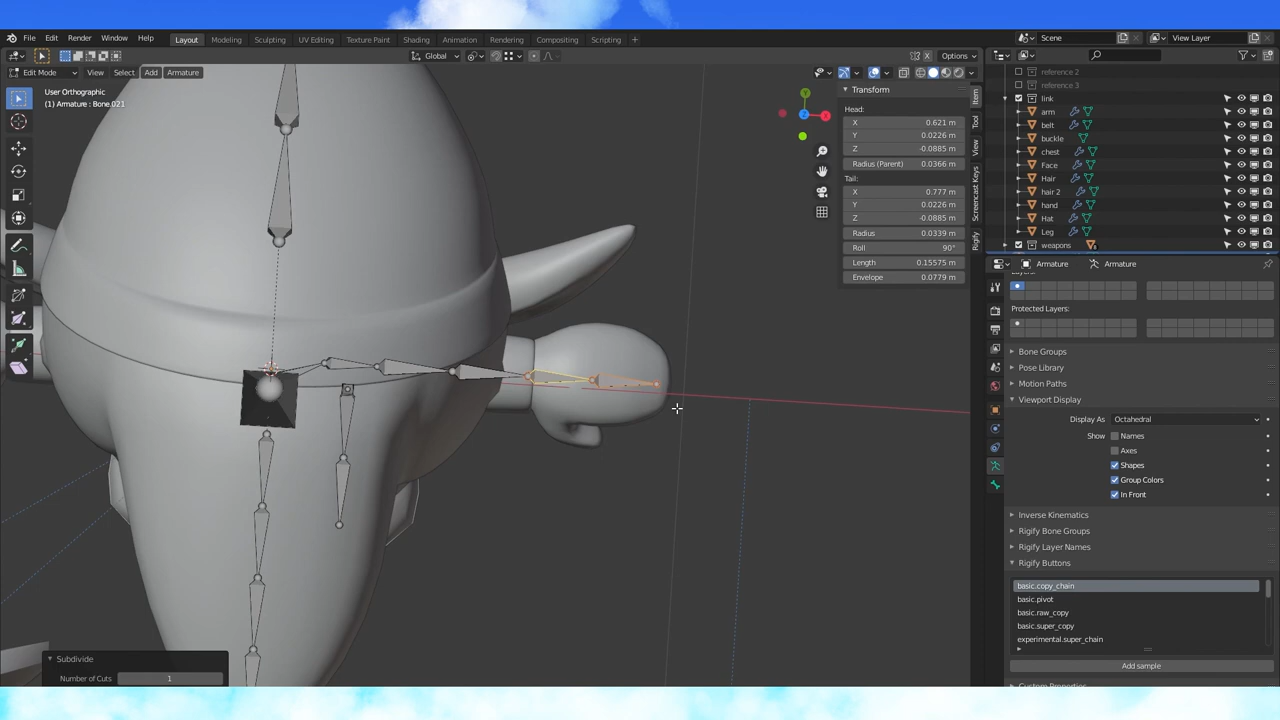 File Edit Render Window Help Layout Modeling Sculpting UV Editing Texture Paint Shading Animation Rendering Compositing Scripting + Scene View Layer
Global Options
Edit Mode View Select Add Armature
User Orthographic
(1) Armature : Bone.021
Y
X
Z
Transform
Head:
X 0.621 m
Y 0.0226 m
Z -0.0885 m
Radius (Parent) 0.0366 m
Tail:
X 0.777 m
Y 0.0226 m
Z -0.0885 m
Radius 0.0339 m
Roll 90°
Length 0.15575 m
Envelope 0.0779 m
Item
Tool
View
Screencast Keys
Rigify
reference 2
reference 3
link
arm
belt
buckle
chest
Face
Hair
hair 2
hand
Hat
Leg
weapons
Armature Armature
Layers:
Protected Layers:
Bone Groups
Pose Library
Motion Paths
Viewport Display
Display As Octahedral
Show Names
Axes
Shapes
Group Colors
In Front
Inverse Kinematics
Rigify Bone Groups
Rigify Layer Names
Rigify Buttons
basic.copy_chain
basic.pivot
basic.raw_copy
basic.super_copy
experimental.super_chain
Add sample
Custom Properties
Subdivide
Number of Cuts 1